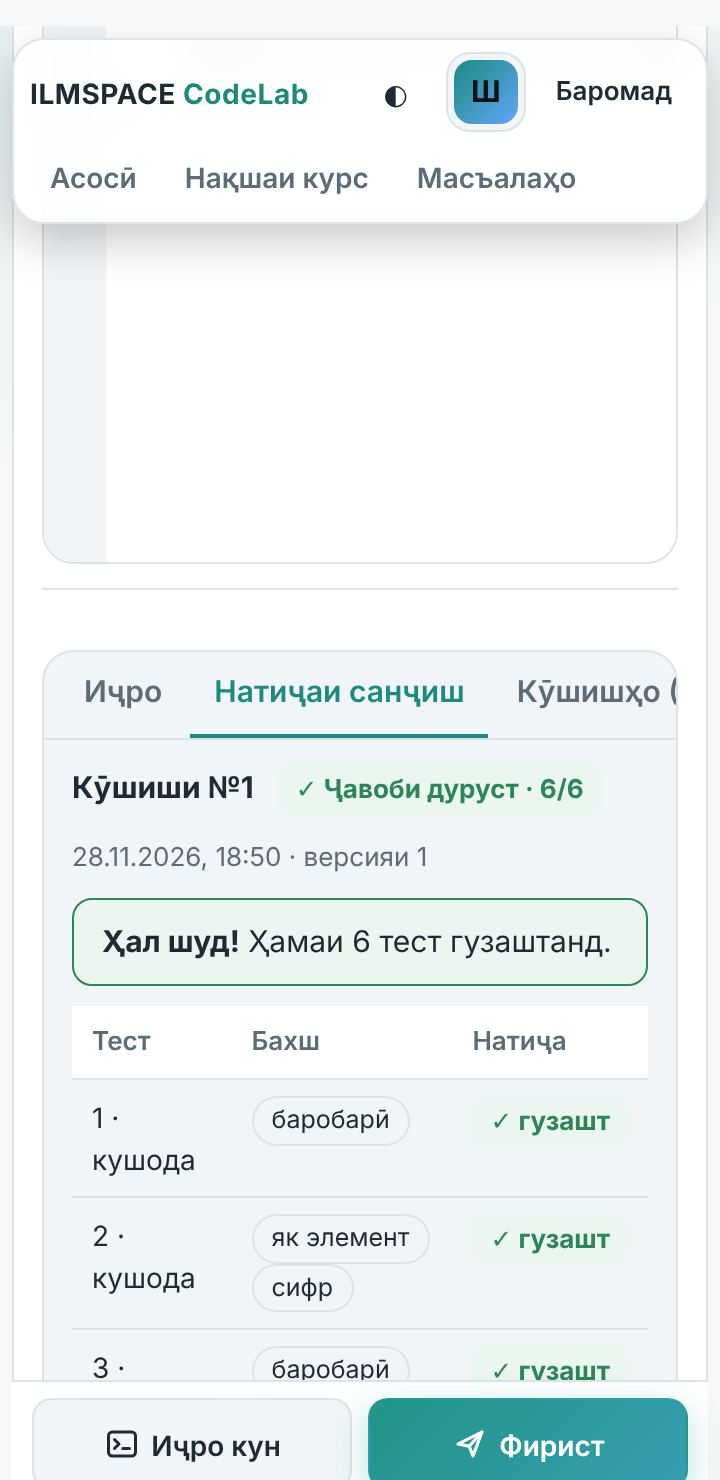 ILMSPACE CodeLab
Ш
Баромад
Асосӣ Нақшаи курс Масъалаҳо
Иҷро Натиҷаи санҷиш Кӯшишҳо (
Кӯшиши №1 ✓ Ҷавоби дуруст · 6/6
28.11.2026, 18:50 · версияи 1
Ҳал шуд! Ҳамаи 6 тест гузаштанд.
Тест Бахш Натиҷа
1 · кушода баробарӣ ✓ гузашт
2 · кушода як элемент сифр ✓ гузашт
3 · баробарӣ ✓ гузашт
Иҷро кун Фирист